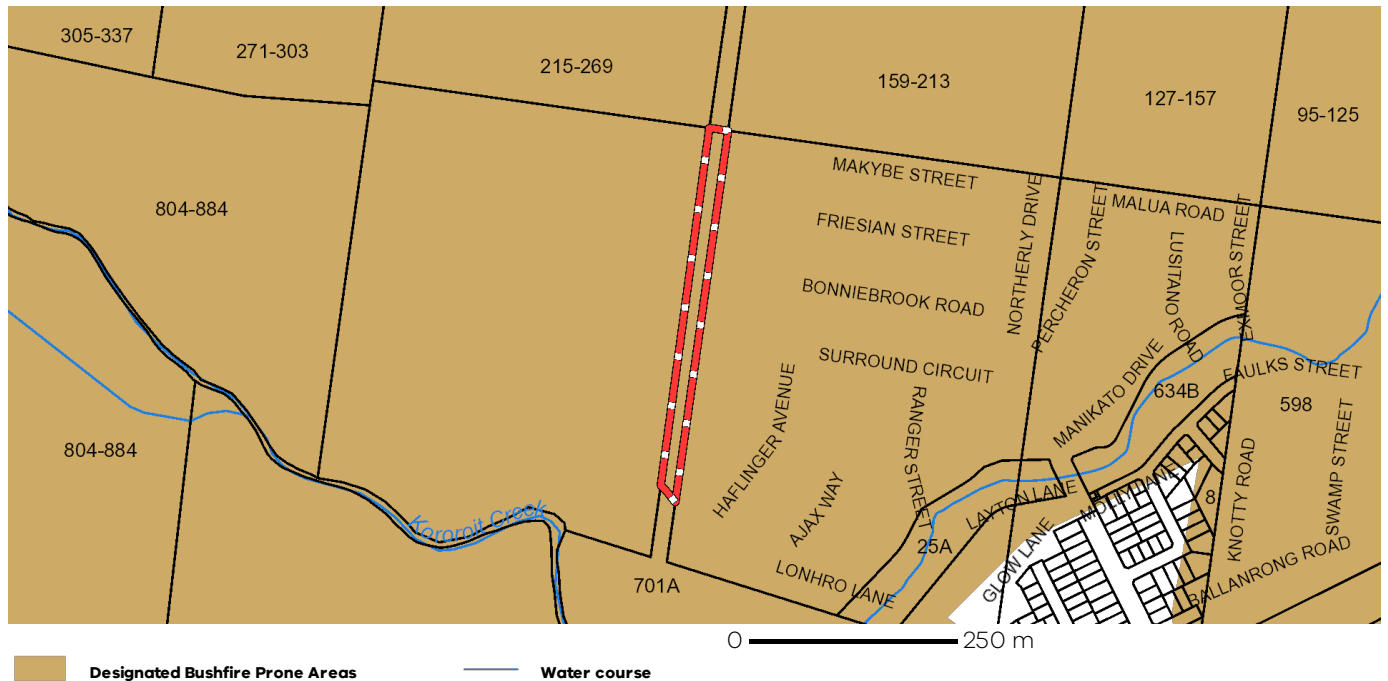 305-337
271-303
215-269
159-213
127-157
95-125
MAKYBE STREET
MALUA ROAD
804-884
FRIESIAN STREET
NORTHERLY DRIVE
PERCHERON STREET
LUSITANO ROAD
EXMOOR STREET
BONNIEBROOK ROAD
SURROUND CIRCUIT
MANIKATO DRIVE
634B
FAULKS STREET
598
HAFLINGER AVENUE
RANGER STREET
804-884
AJAX WAY
LAYTON LANE
MOLLY LANE
8
KNOTTY ROAD
SWAMP STREET
Kororoit Creek
25A
GLOW LANE
BALLANRONG ROAD
701A
LONHRO LANE
0 250 m
Designated Bushfire Prone Areas
Water course